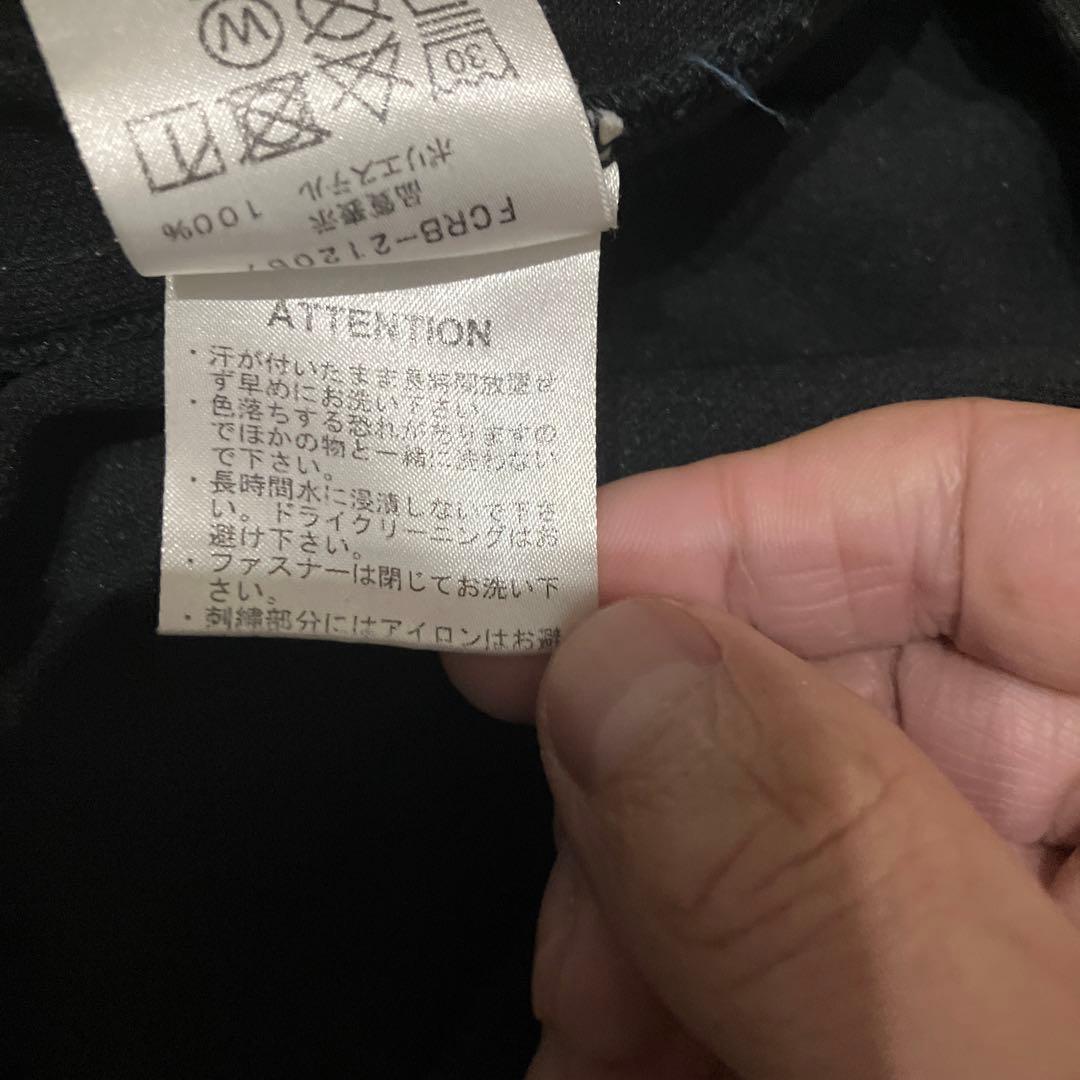 30
W
FCRB-21206
品質表示
ポリエステル
100%
ATTENTION
・汗が付いたまま長時間放置せ
ず早めにお洗い下さい
・色落ちする恐れがありますの
でほかの物と一緒に洗わない
で下さい。
・長時間水に浸漬しないで下さ
い。ドライクリーニングはお
避け下さい。
・ファスナーは閉じてお洗い下
さい。
・刺繍部分にはアイロンはお避